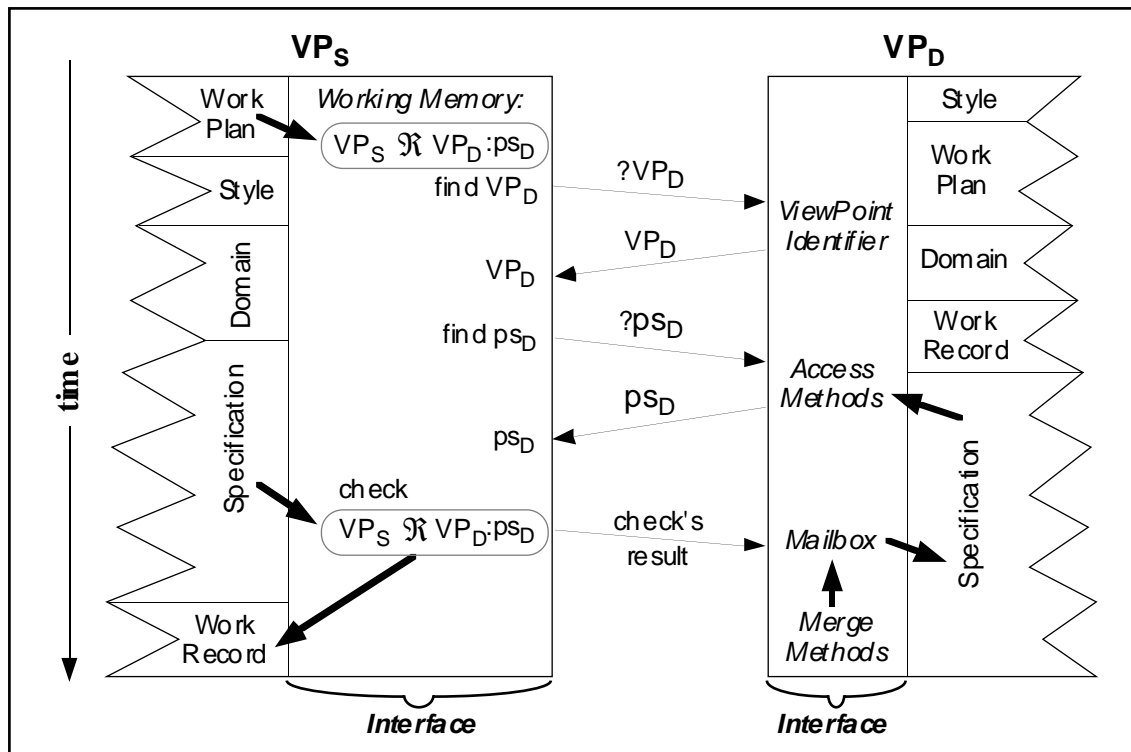 VPS
VPD
time
Work
Plan
Style
Domain
Specification
Work
Record
Working Memory:
VPS ℜ VPD:psD
find VPD
VPD
find psD
psD
check
VPS ℜ VPD:psD
Interface
?VPD
VPD
?psD
psD
check's
result
ViewPoint
Identifier
Access
Methods
Mailbox
Merge
Methods
Interface
Style
Work
Plan
Domain
Work
Record
Specification